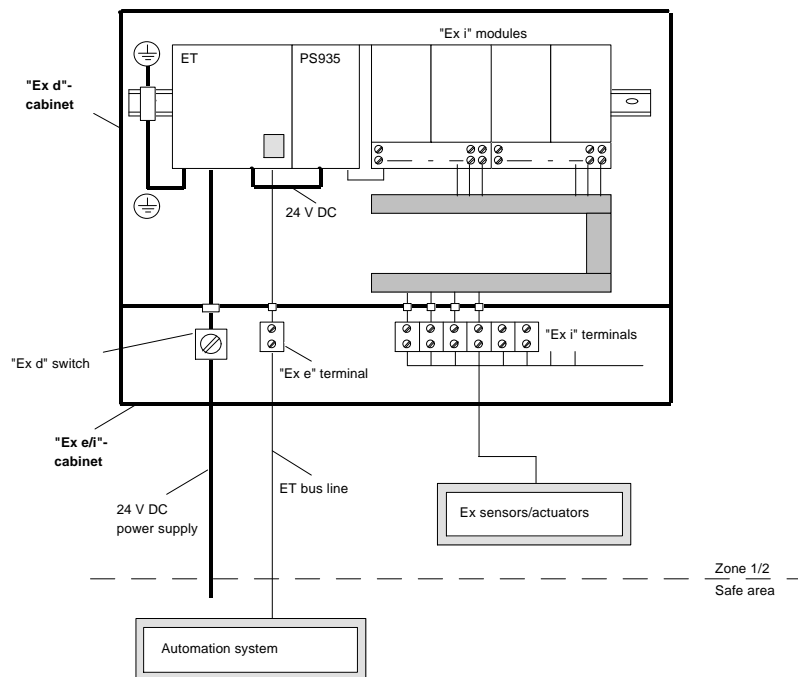 "Ex i" modules
ET
PS935
"Ex d"-
cabinet
24 V DC
"Ex d" switch
"Ex e" terminal
"Ex i" terminals
"Ex e/i"-
cabinet
ET bus line
24 V DC
power supply
Ex sensors/actuators
Zone 1/2
Safe area
Automation system